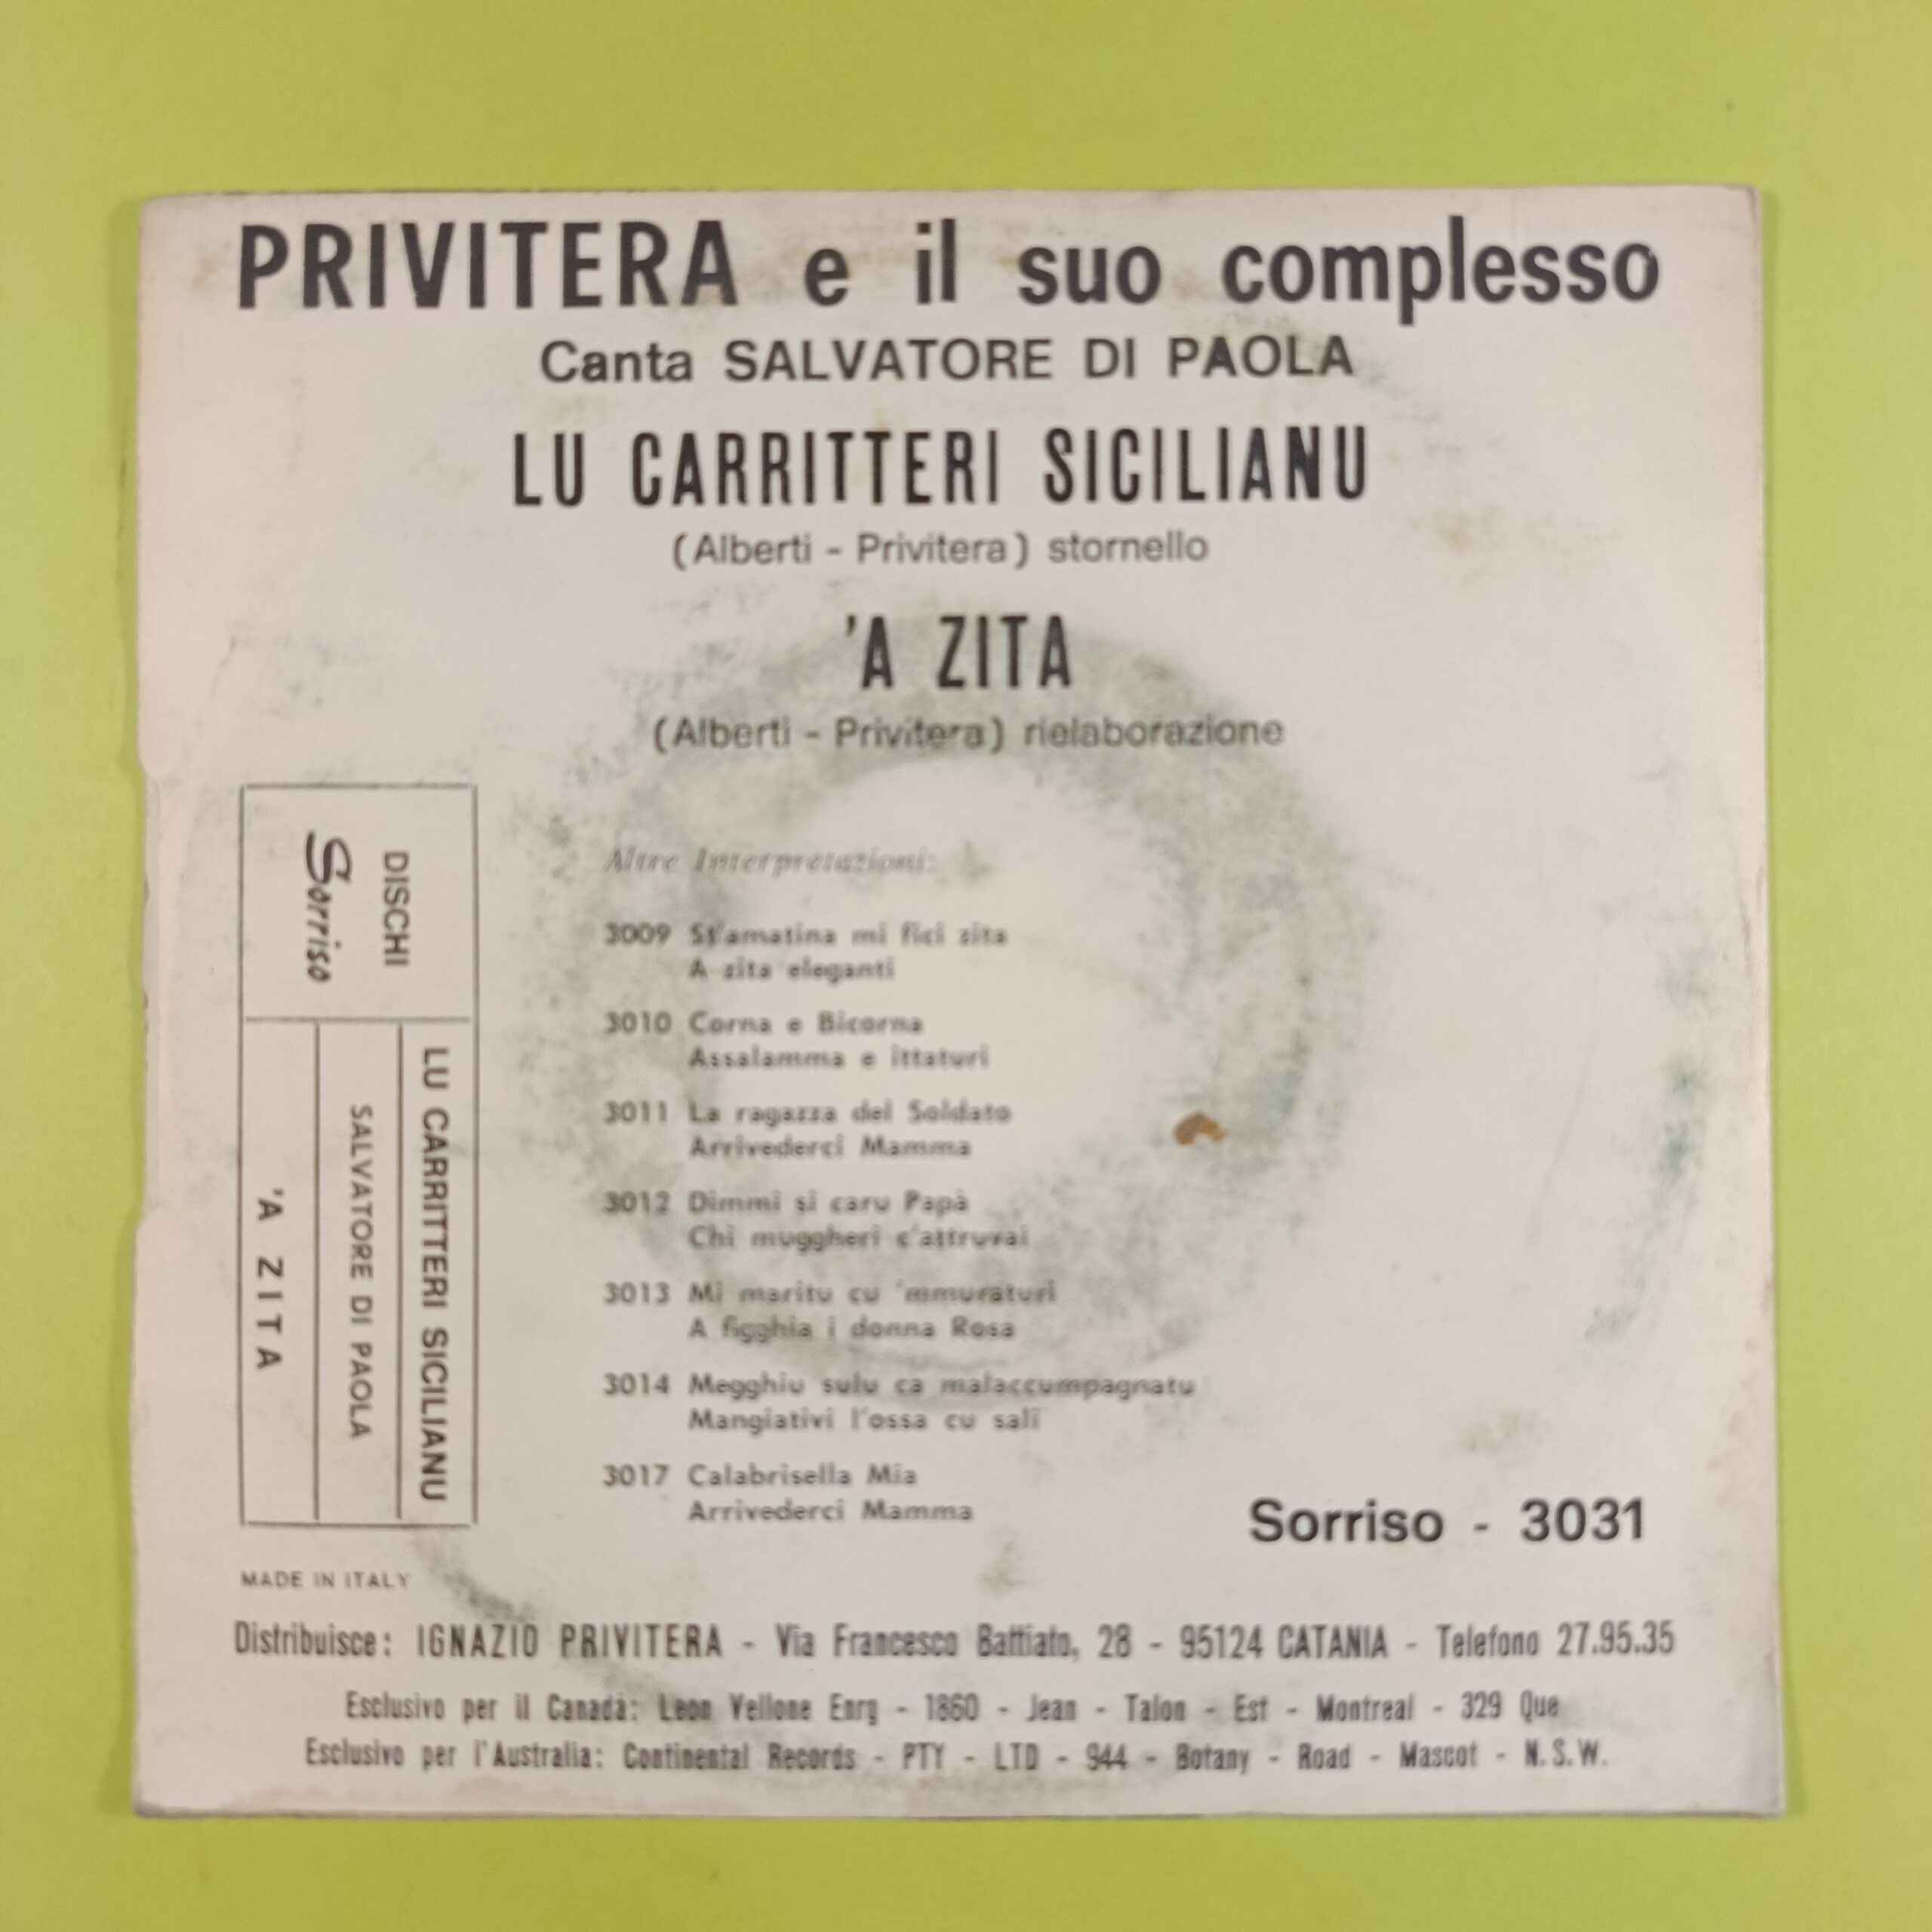 PRIVITERA e il suo complesso
Canta SALVATORE DI PAOLA
LU CARRITTERI SICILIANU
(Alberti - Privitera) stornello
'A ZITA
(Alberti - Privitera) rielaborazione
DISCHI
Sorriso
LU CARRITTERI SICILIANU
SALVATORE DI PAOLA
'A ZITA
Altre Interpretazioni:
3009 St'amatina mi fici zita
A zita eleganti
3010 Corna e Bicorna
Assalamma e ittaturi
3011 La ragazza del Soldato
Arrivederci Mamma
3012 Dimmi si caru Papà
Chi muggheri c'attruvai
3013 Mi maritu cu 'mmuraturi
A figghia i donna Rosa
3014 Megghiu sulu ca malaccumpagnatu
Mangiativi l'ossa cu sali
3017 Calabrisella Mia
Arrivederci Mamma
Sorriso - 3031
MADE IN ITALY
Distribuisce: IGNAZIO PRIVITERA - Via Francesco Battiato, 28 - 95124 CATANIA - Telefono 27.95.35
Esclusivo per il Canadà: Leon Vellone Enrg - 1860 - Jean - Talon - Est - Montreal - 329 Que
Esclusivo per l'Australia: Continental Records - PTY - LTD - 944 - Botany - Road - Mascot - N.S.W.